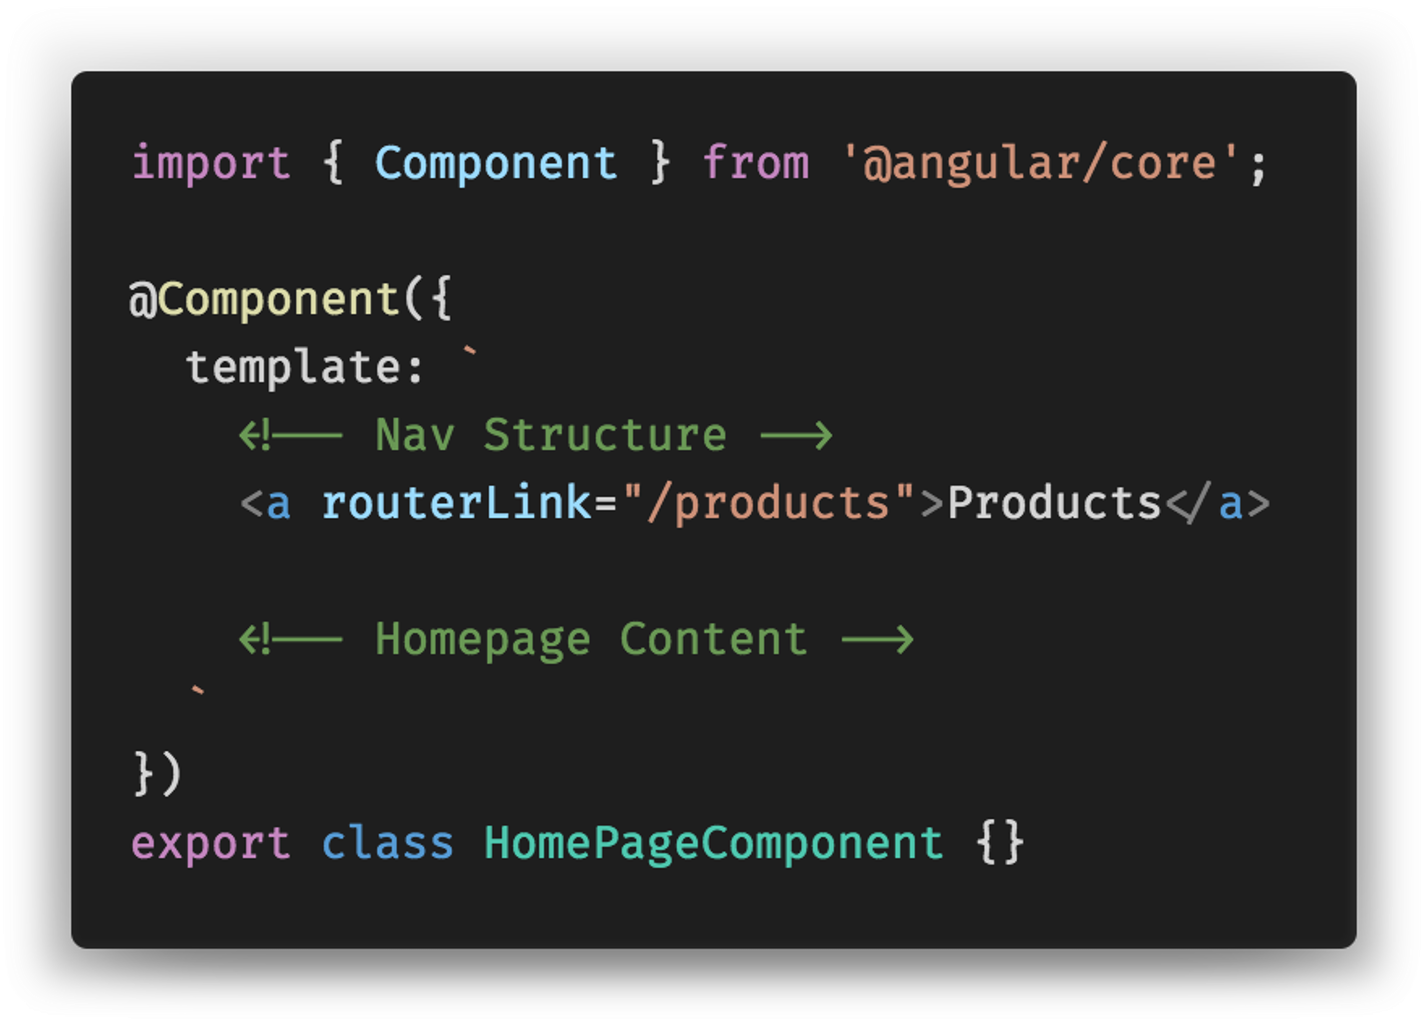 import { Component } from '@angular/core';
@Component({
template: `
<!-- Nav Structure -->
<a routerLink="/products">Products</a>
<!-- Homepage Content -->
`
})
export class HomePageComponent {}